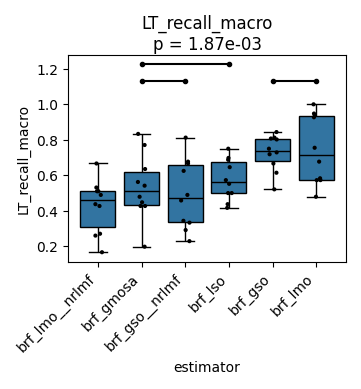 LT_recall_macro
p = 1.87e-03
LT_recall_macro
1.2
1.0
0.8
0.6
0.4
0.2
brf_lmo__nrlmf
brf_gmosa
brf_gso__nrlmf
brf_lso
brf_gso
brf_lmo
estimator